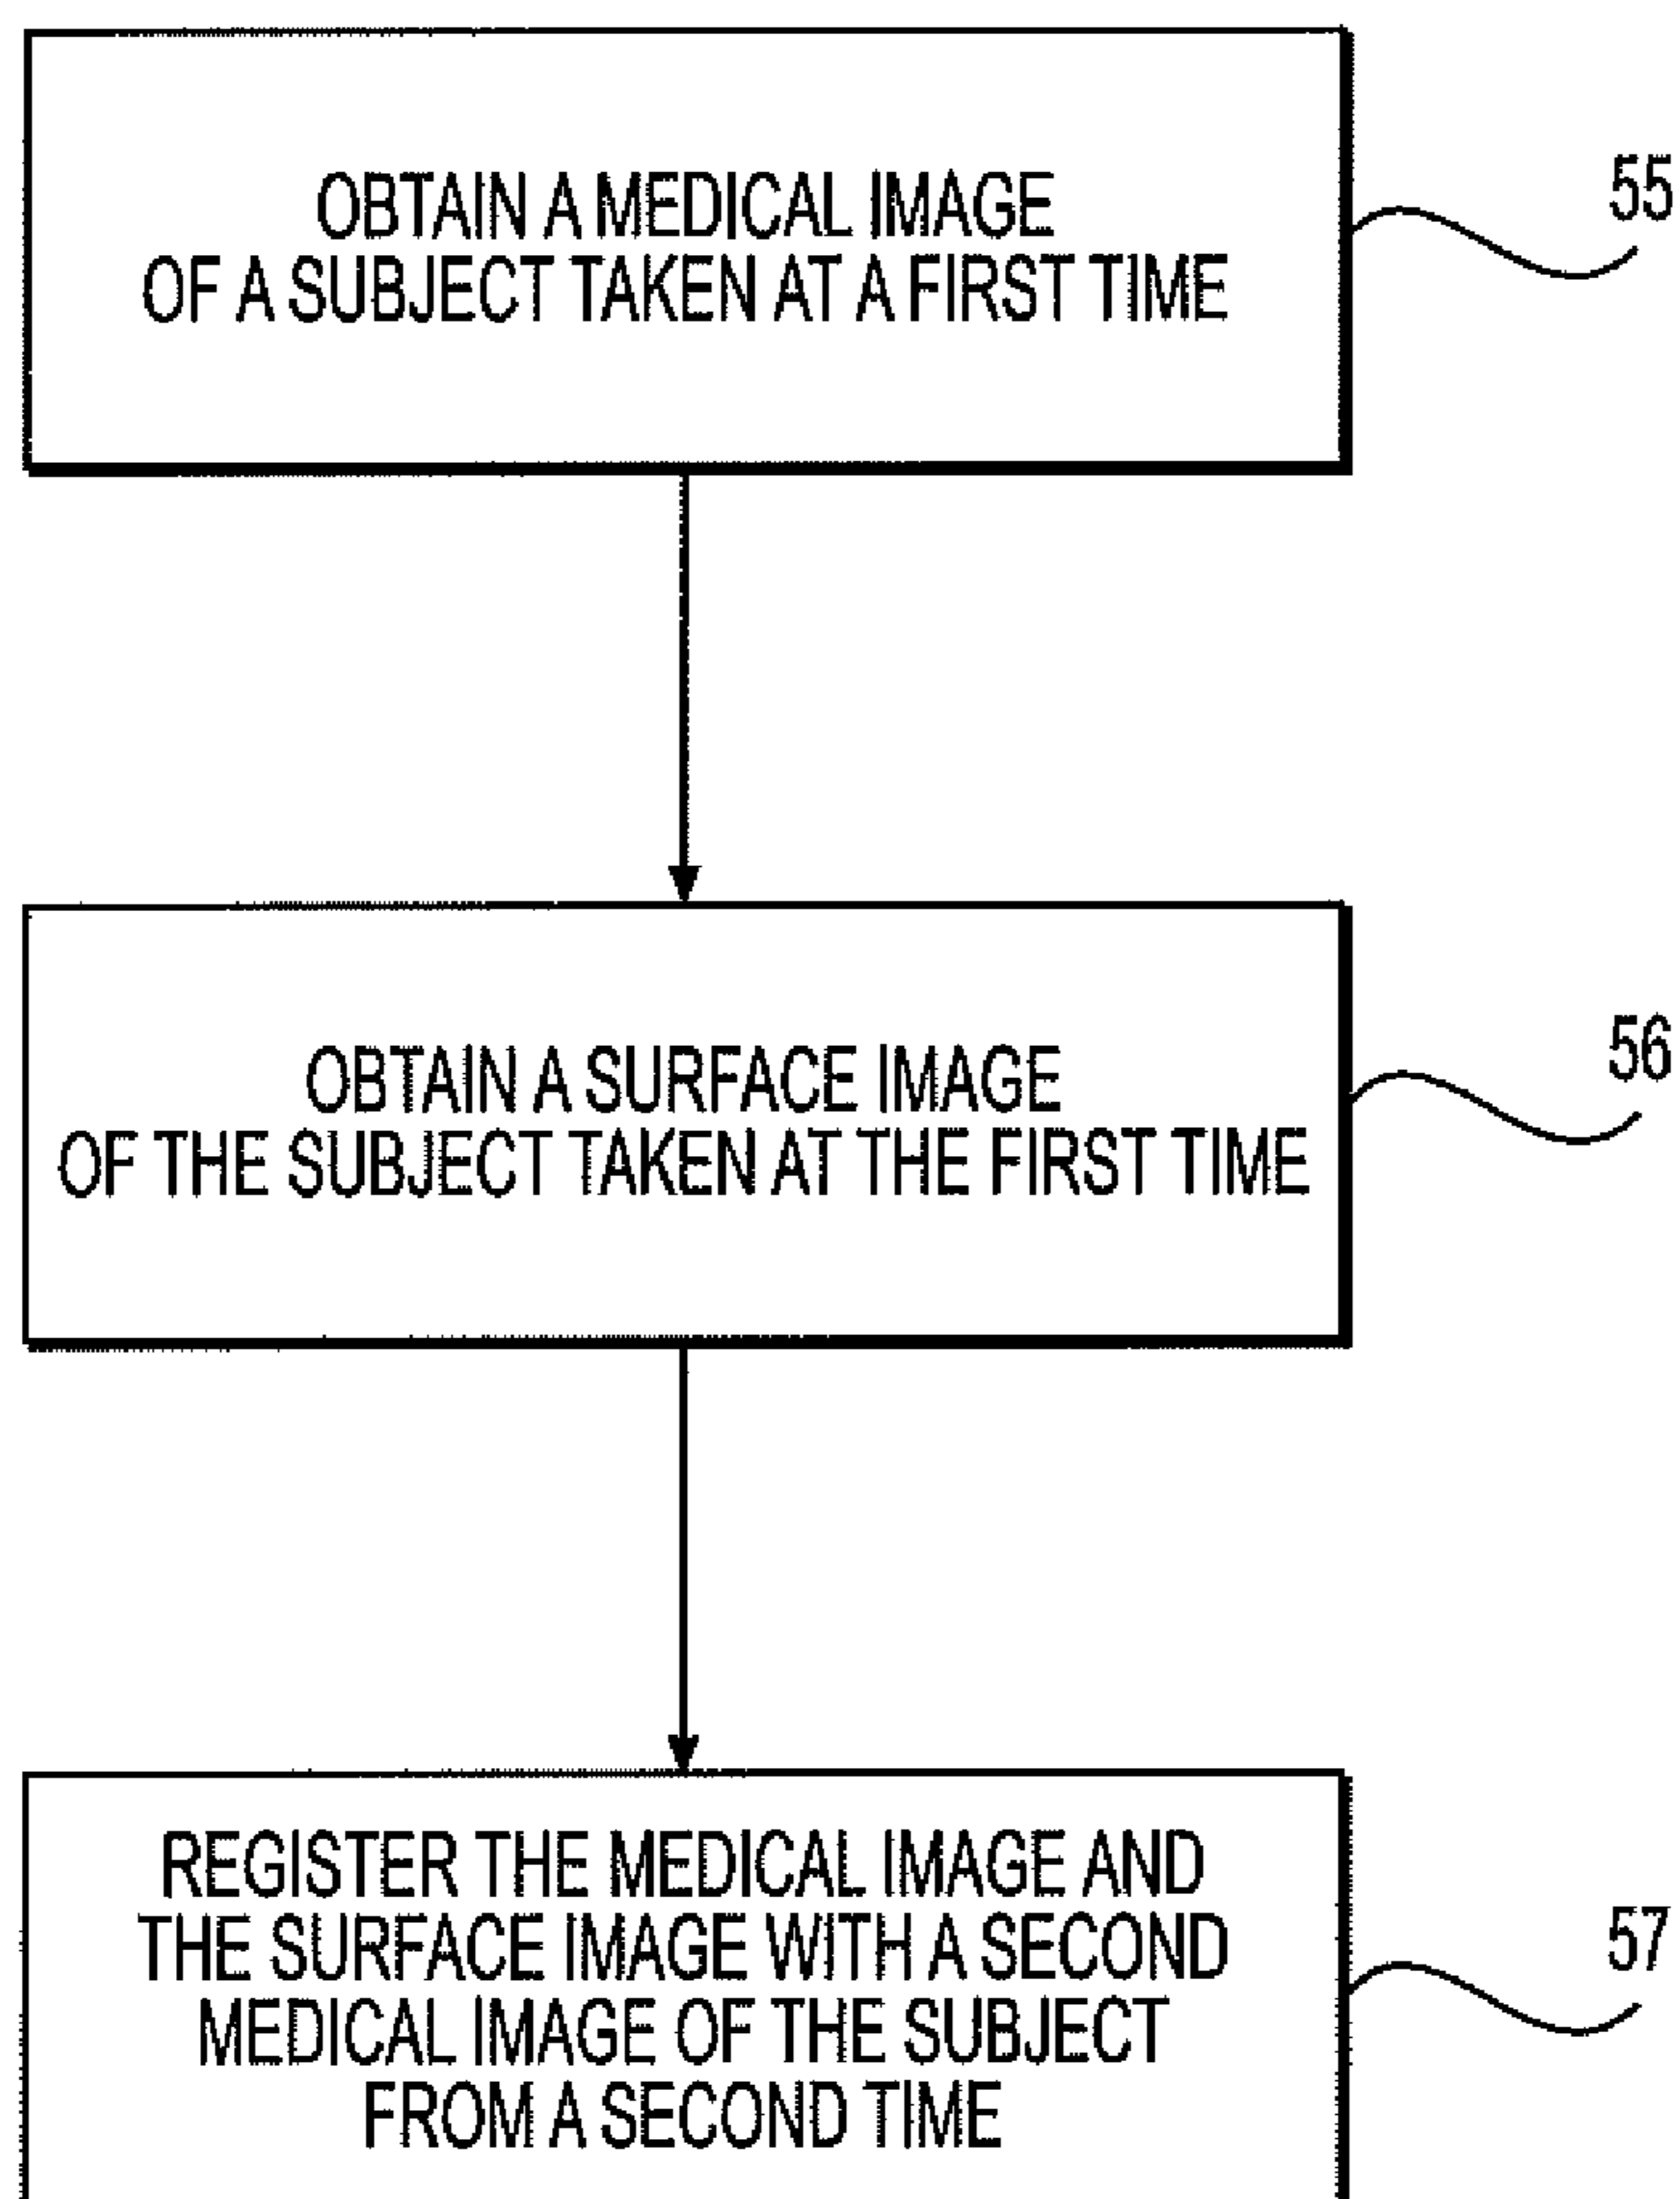 OBTAIN A MEDICAL IMAGE
OF A SUBJECT TAKEN AT A FIRST TIME
55
OBTAIN A SURFACE IMAGE
OF THE SUBJECT TAKEN AT THE FIRST TIME
56
REGISTER THE MEDICAL IMAGE AND
THE SURFACE IMAGE WITH A SECOND
MEDICAL IMAGE OF THE SUBJECT
FROM A SECOND TIME
57